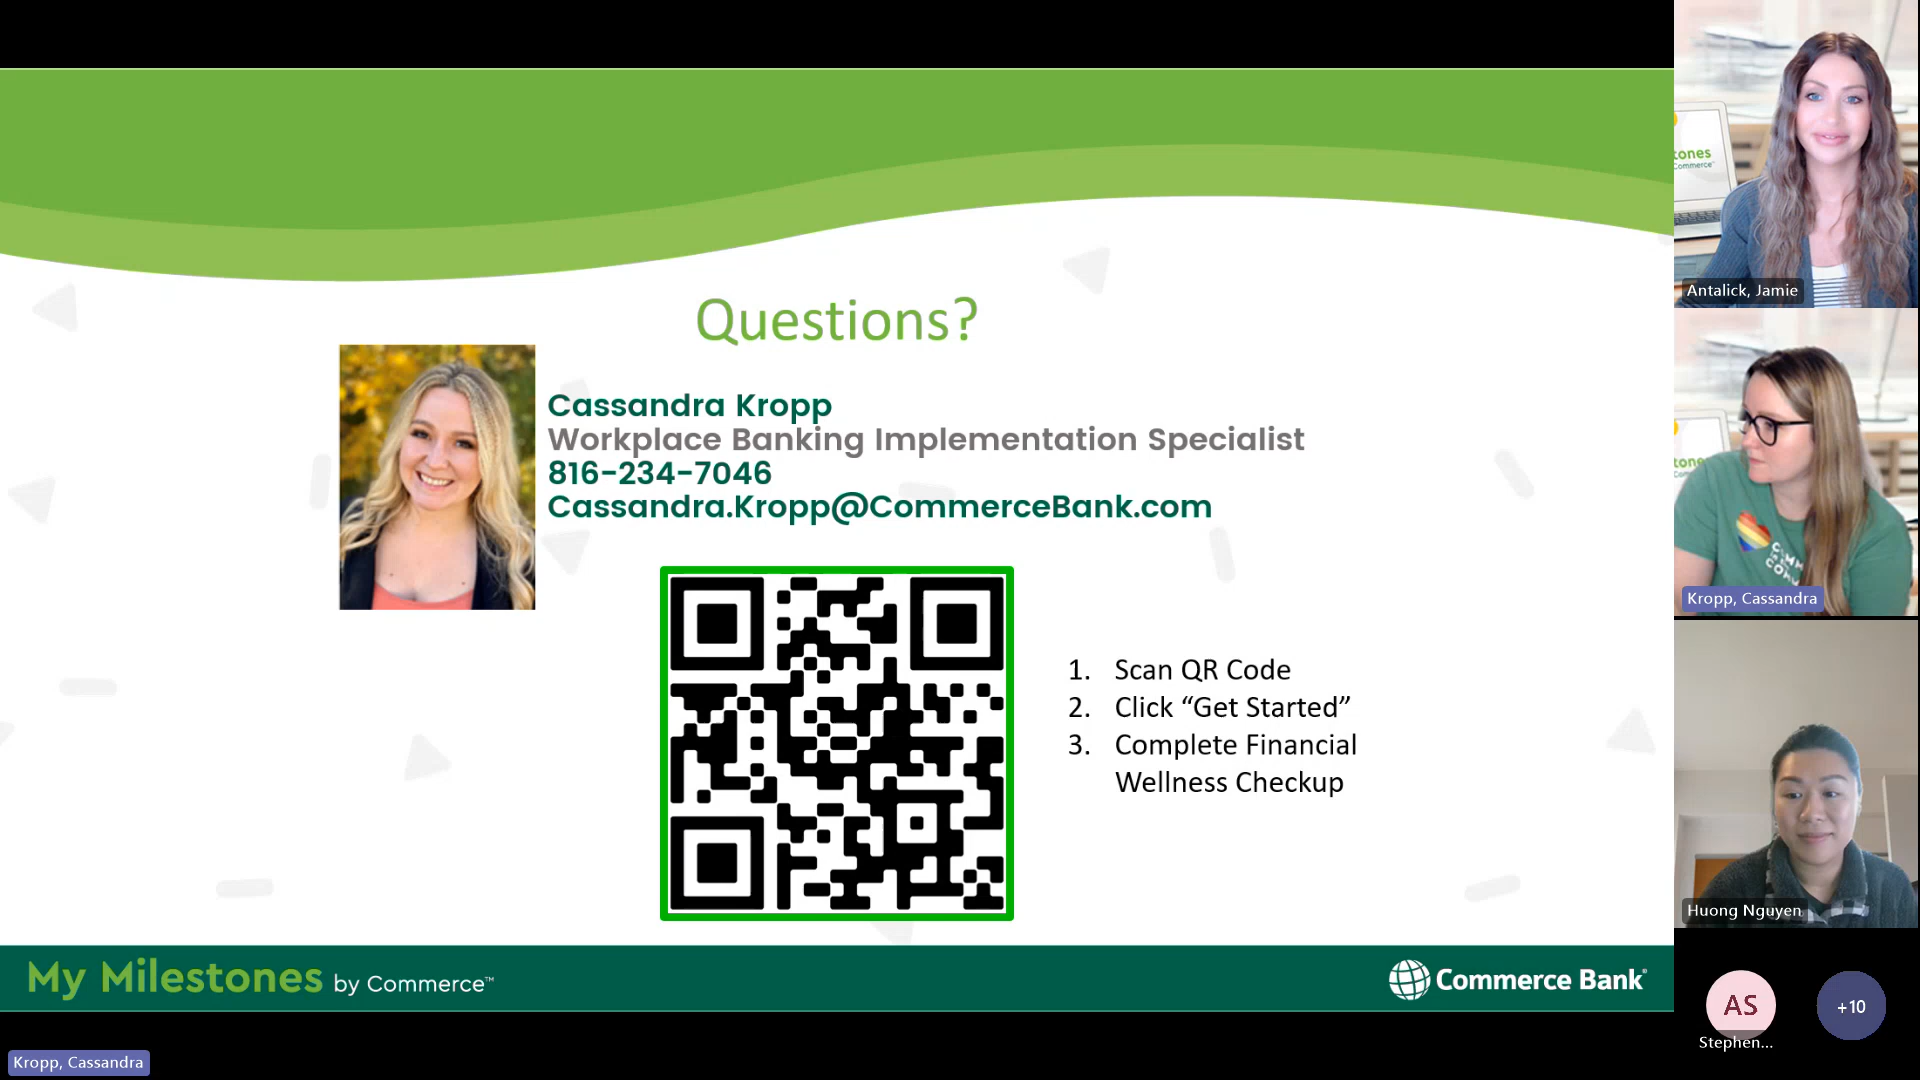 Questions?
Cassandra Kropp
Workplace Banking Implementation Specialist
816-234-7046
Cassandra.Kropp@CommerceBank.com
1. Scan QR Code
2. Click “Get Started”
3. Complete Financial
Wellness Checkup
My Milestones by Commerce™
Commerce Bank®
Kropp, Cassandra
tones
Commerce™
Antalick, Jamie
Kropp, Cassandra
Huong Nguyen
AS
Stephen...
+10